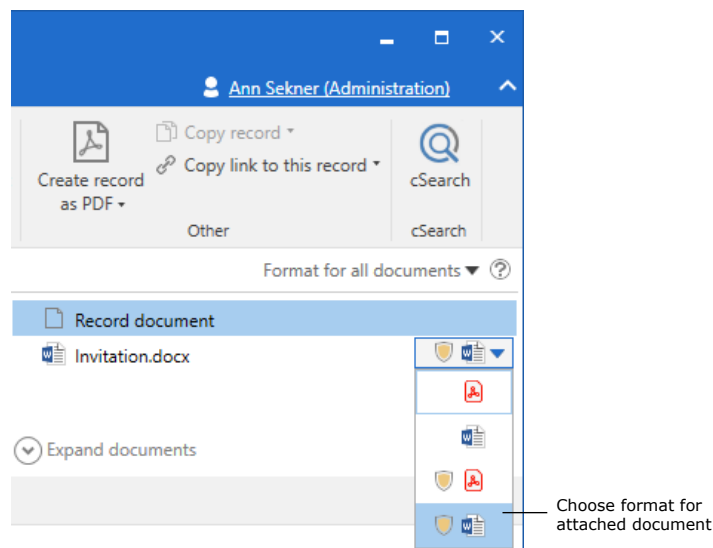 Ann Sekner (Administration)
Create record
as PDF
Copy record
Copy link to this record
Other
cSearch
cSearch
Format for all documents ?
Record document
Invitation.docx
Expand documents
Choose format for
attached document